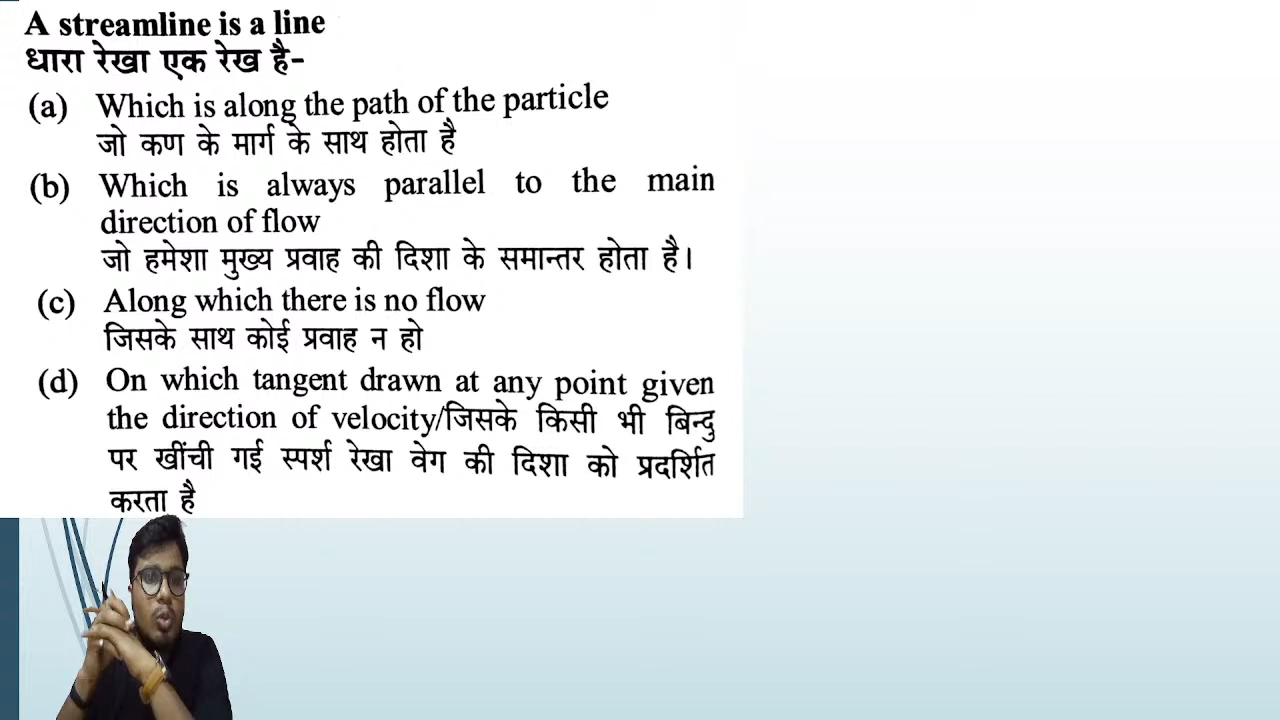 A streamline is a line
धारा रेखा एक रेख है-
(a) Which is along the path of the particle
जो कण के मार्ग के साथ होता है
(b) Which is always parallel to the main
direction of flow
जो हमेशा मुख्य प्रवाह की दिशा के समान्तर होता है।
(c) Along which there is no flow
जिसके साथ कोई प्रवाह न हो
(d) On which tangent drawn at any point given
the direction of velocity/जिसके किसी भी बिन्दु
पर खींची गई स्पर्श रेखा वेग की दिशा को प्रदर्शित
करता है